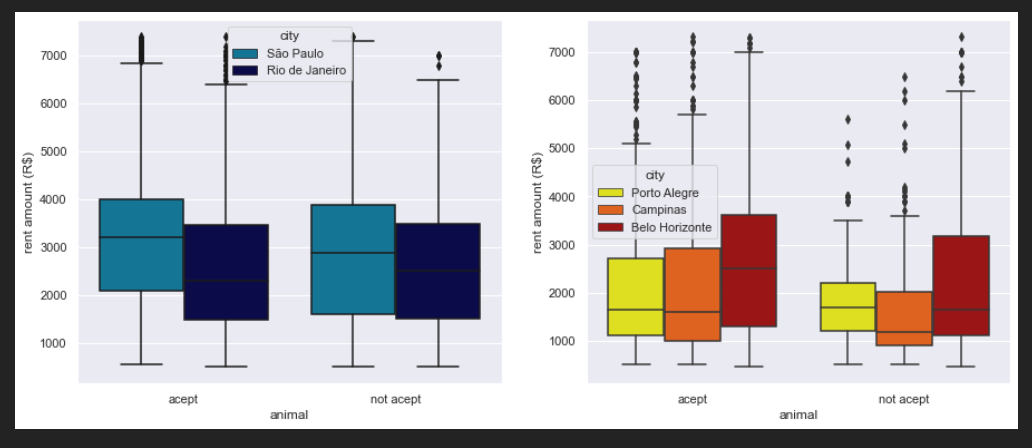 rent amount (R$)
7000
6000
5000
4000
3000
2000
1000
city
São Paulo
Rio de Janeiro
acept
not acept
animal
rent amount (R$)
7000
6000
5000
4000
3000
2000
1000
city
Porto Alegre
Campinas
Belo Horizonte
acept
not acept
animal